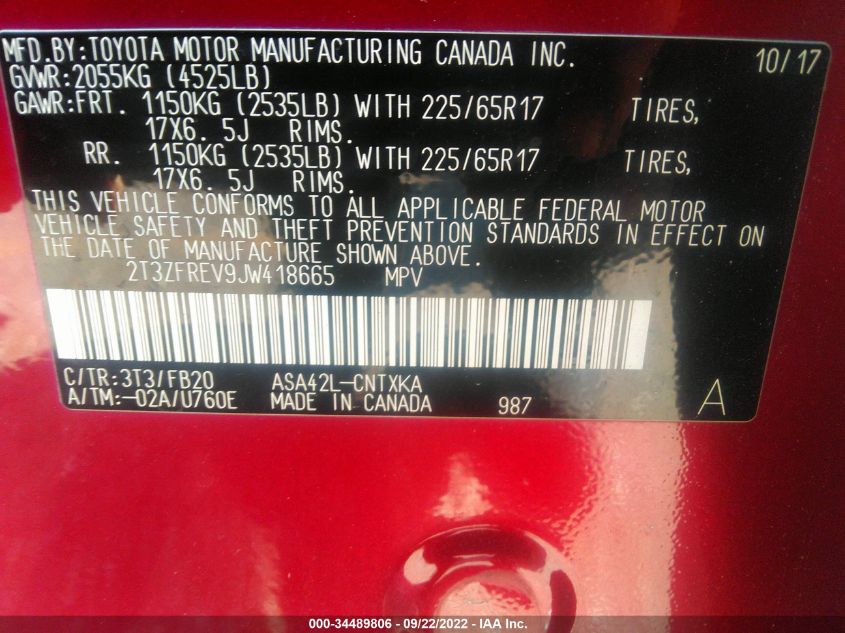 MFD.BY:TOYOTA MOTOR MANUFACTURING CANADA INC. 10/17
GVWR:2055KG (4525LB)
GAWR:FRT. 1150KG (2535LB) WITH 225/65R17 TIRES,
17X6. 5J RIMS.
RR. 1150KG (2535LB) WITH 225/65R17 TIRES,
17X6. 5J RIMS.
THIS VEHICLE CONFORMS TO ALL APPLICABLE FEDERAL MOTOR
VEHICLE SAFETY AND THEFT PREVENTION STANDARDS IN EFFECT ON
THE DATE OF MANUFACTURE SHOWN ABOVE.
2T3ZFREV9JW418665 MPV
C/TR:3T3/FB20 ASA42L-CNTXKA
A/TM:-02A/U760E MADE IN CANADA 987 A
000-34489806 - 09/22/2022 - IAA Inc.